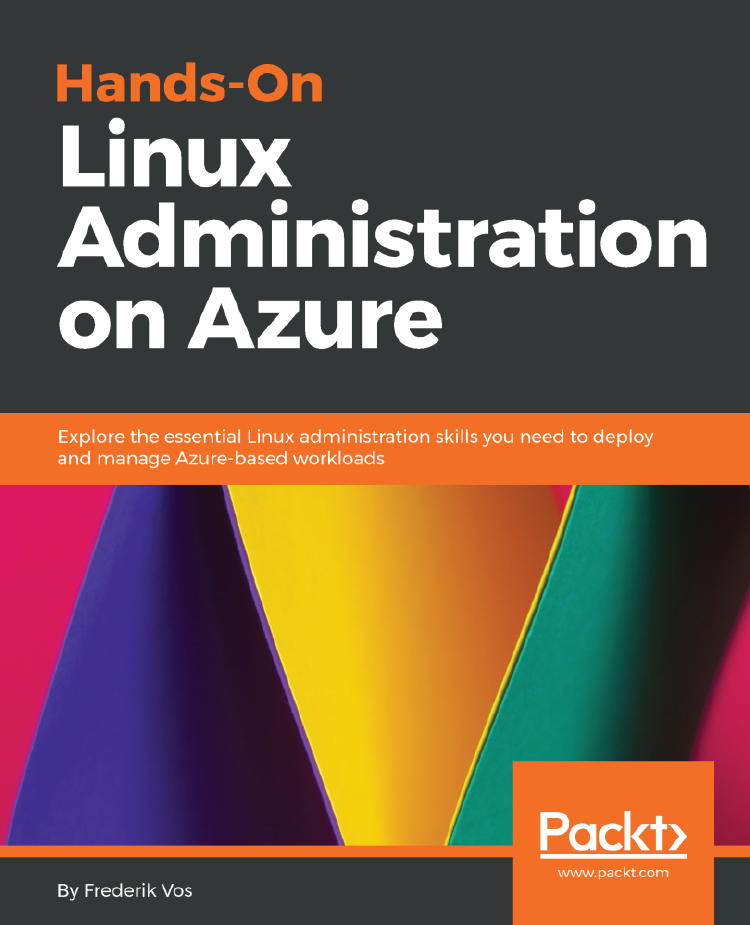 Hands-On
Linux
Administration
on Azure
Explore the essential Linux administration skills you need to deploy
and manage Azure-based workloads
Packt>
www.packt.com
By Frederik Vos